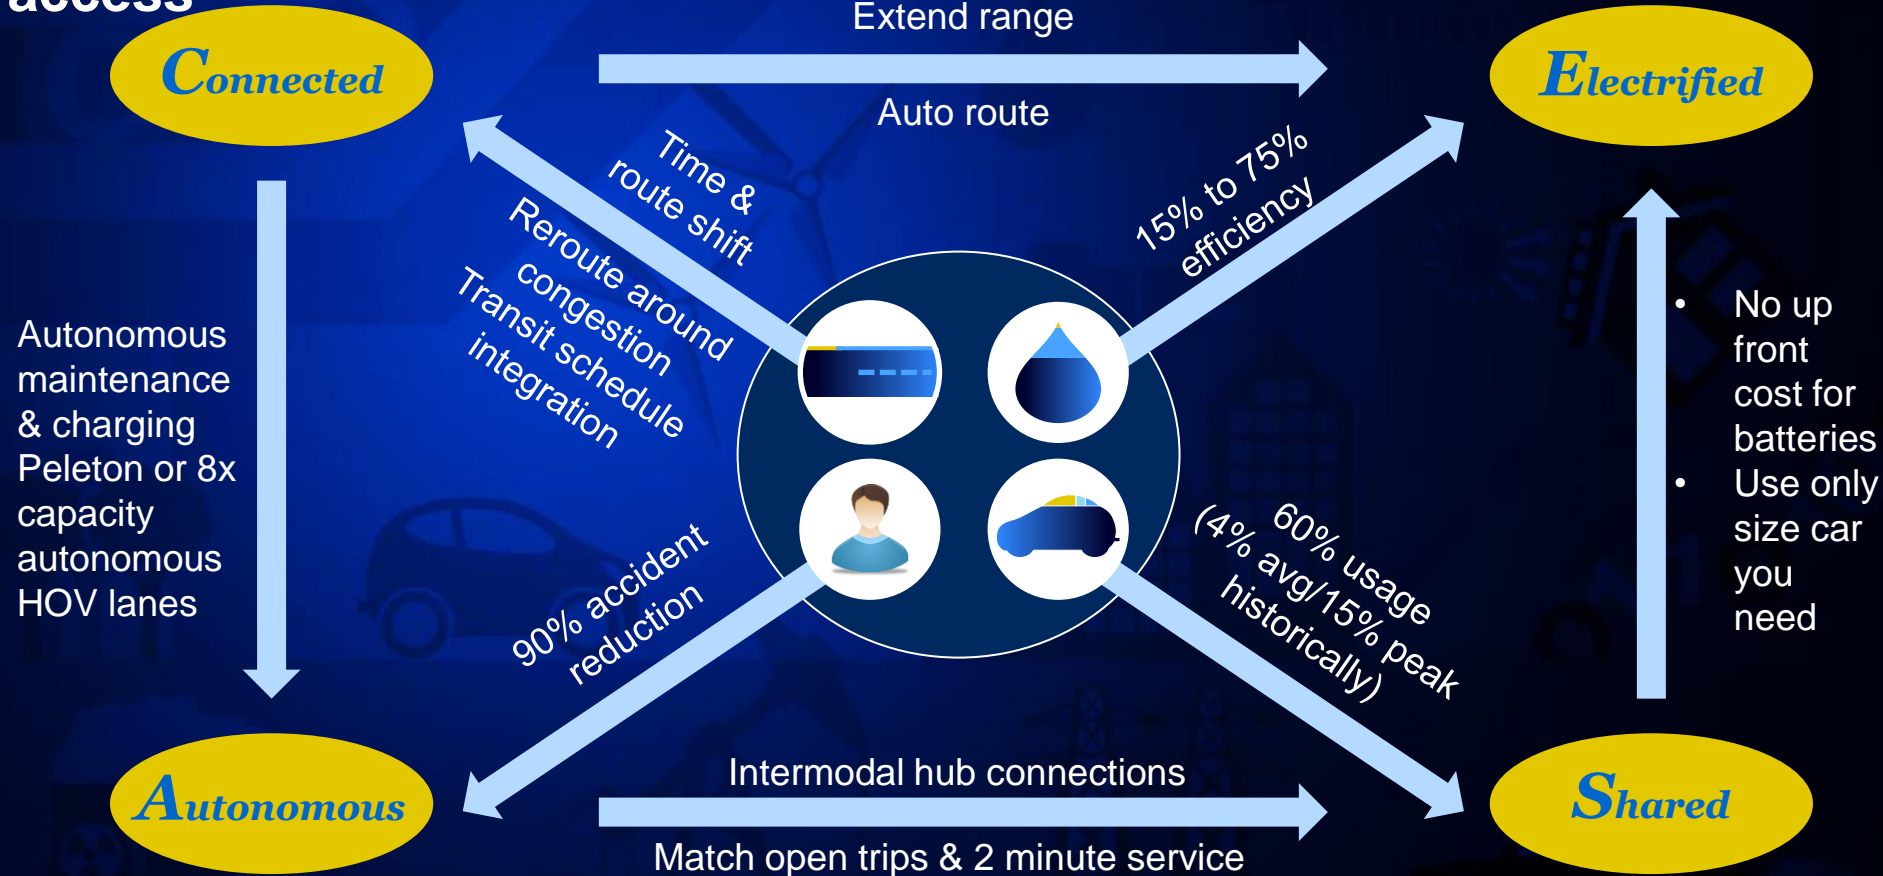 access
Connected
Extend range
Auto route
Electrified
Time &
route shift
Reroute around
congestion
Transit schedule
integration
15% to 75%
efficiency
Autonomous
maintenance
& charging
Peleton or 8x
capacity
autonomous
HOV lanes
• No up
front
cost for
batteries
• Use only
size car
you
need
90% accident
reduction
60% usage
(4% avg/15% peak
historically)
Autonomous
Intermodal hub connections
Match open trips & 2 minute service
Shared